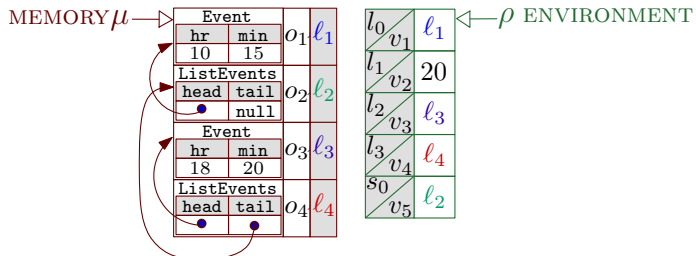 MEMORY μ
Event
hr min
10 15
o₁ ℓ₁
ListEvents
head tail
null
o₂ ℓ₂
Event
hr min
18 20
o₃ ℓ₃
ListEvents
head tail
o₄ ℓ₄
ρ ENVIRONMENT
l₀ v₁ ℓ₁
l₁ v₂ 20
l₂ v₃ ℓ₃
l₃ v₄ ℓ₄
s₀ v₅ ℓ₂